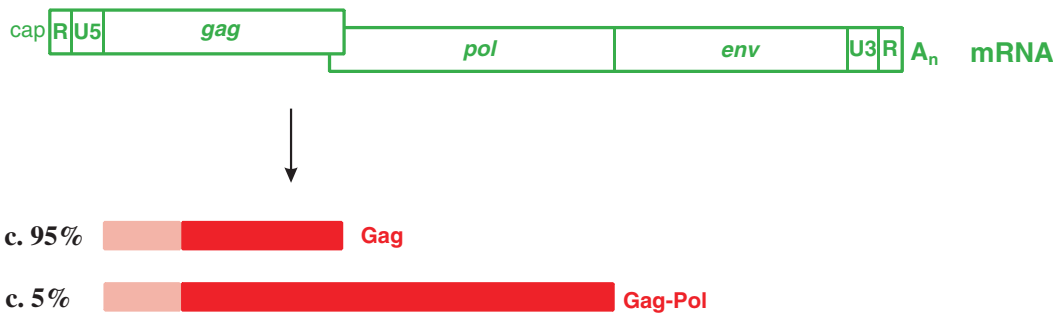 cap R U5 gag pol env U3 R An mRNA
c. 95% Gag
c. 5% Gag-Pol